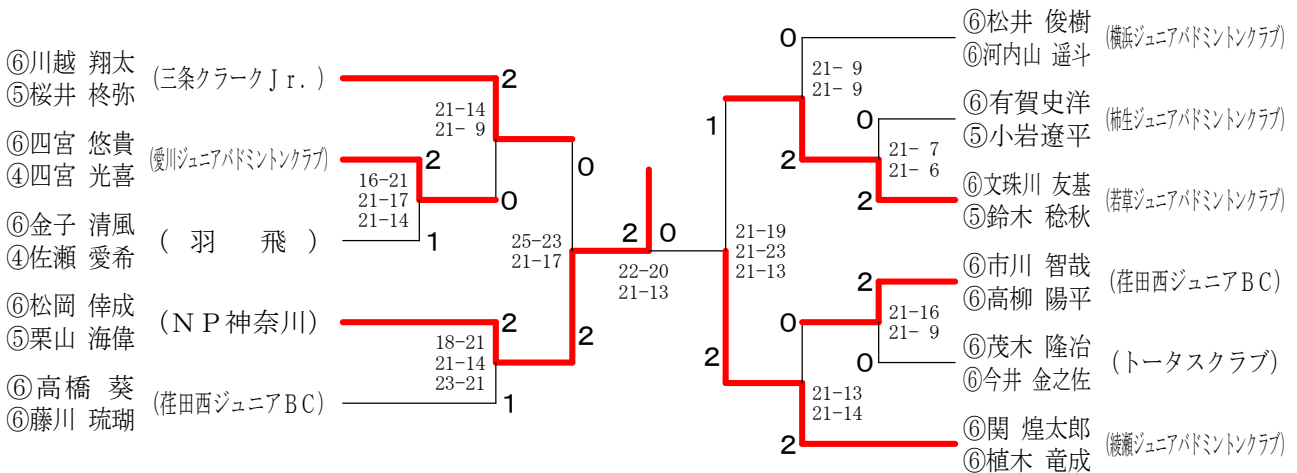 ⑥川越 翔太
⑤桜井 柊弥
(三条クラークＪｒ.)
2
21-14
21- 9
⑥四宮 悠貴
④四宮 光喜
(愛川ジュニアバドミントンクラブ)
2
0
16-21
21-17
21-14
⑥金子 清風
④佐瀬 愛希
(羽 飛)
1
0
25-23
21-17
2
⑥松岡 倖成
⑤栗山 海偉
(ＮＰ神奈川)
2
18-21
21-14
23-21
⑥高橋 葵
⑥藤川 琉瑚
(荏田西ジュニアＢＣ)
1
2 0
22-20
21-13
0
⑥松井 俊樹
⑥河内山 遥斗
(横浜ジュニアバドミントンクラブ)
21- 9
21- 9
1
0
⑥有賀史洋
⑤小岩遼平
(柿生ジュニアバドミントンクラブ)
2
21- 7
21- 6
2
⑥文珠川 友基
⑤鈴木 稔秋
(若草ジュニアバドミントンクラブ)
21-19
21-23
21-13
2
⑥市川 智哉
⑥高柳 陽平
(荏田西ジュニアＢＣ)
0
21-16
21- 9
2
0
⑥茂木 隆冶
⑥今井 金之佐
(トータスクラブ)
21-13
21-14
2
⑥関 煌太郎
⑥植木 竜成
(綾瀬ジュニアバドミントンクラブ)